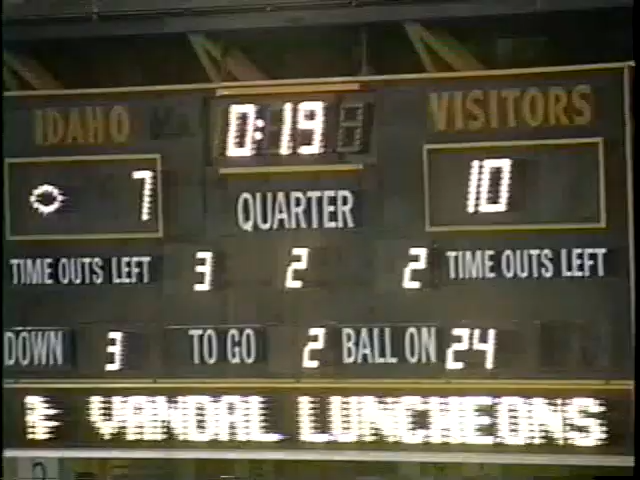 IDAHO 0:19 VISITORS
7 QUARTER 10
TIME OUTS LEFT 3 2 2 TIME OUTS LEFT
DOWN 3 TO GO 2 BALL ON 24
VANDAL LUNCHEONS